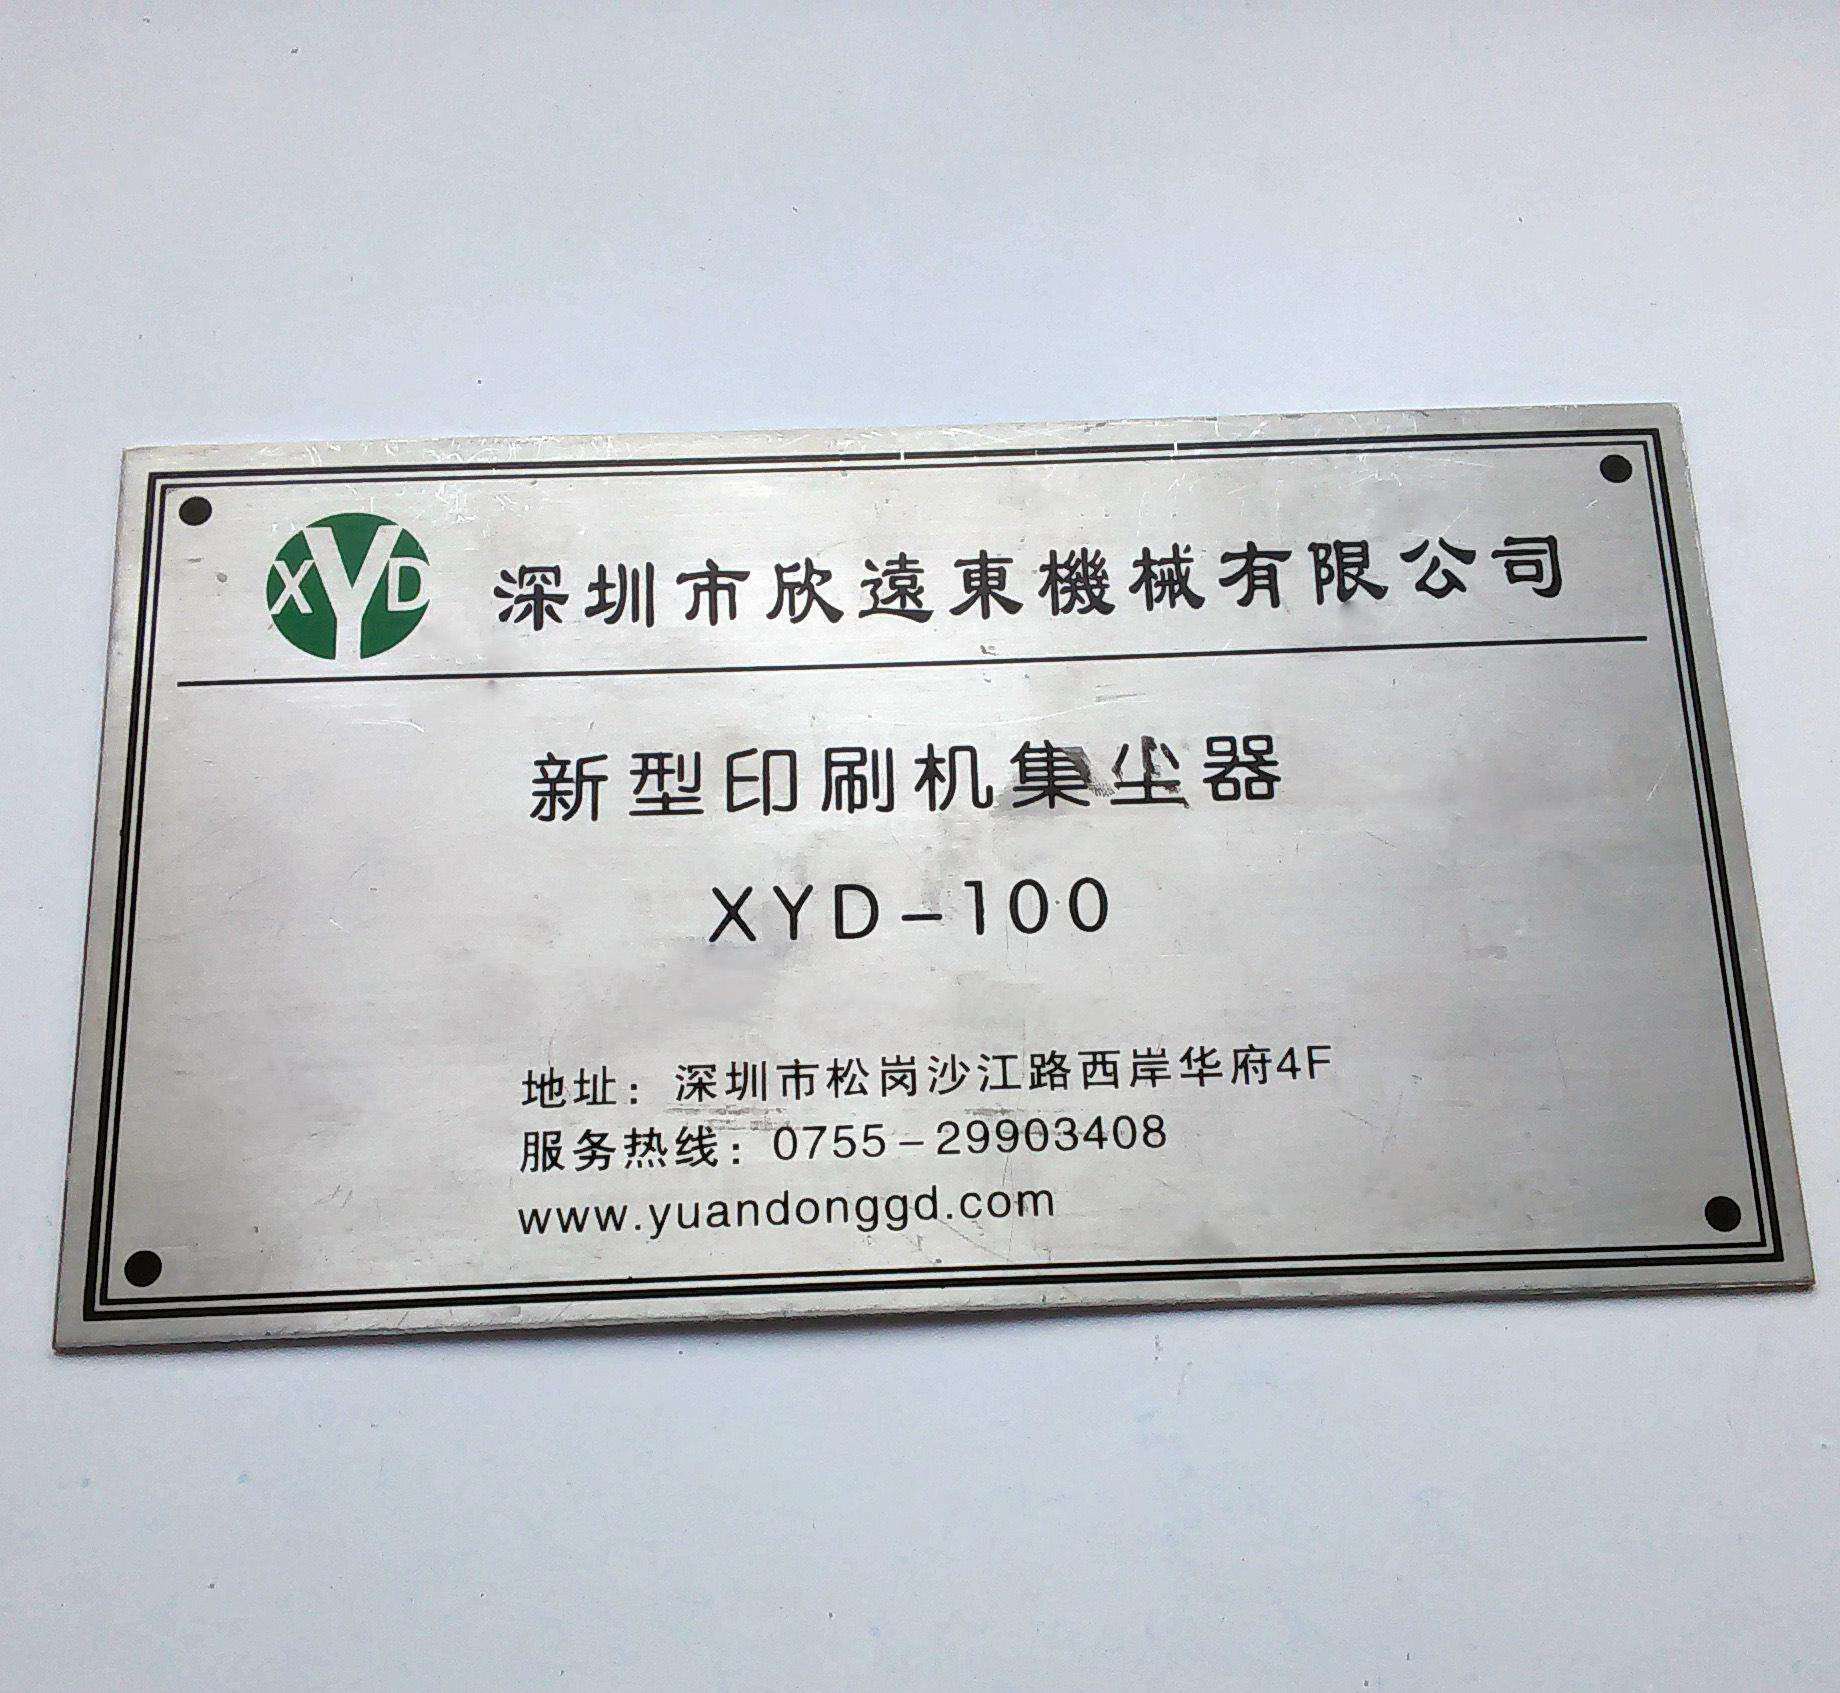 XYD 深圳市欣遠東機械有限公司
新型印刷机集尘器
XYD-100
地址：深圳市松岗沙江路西岸华府4F
服务热线：0755-29903408
www.yuandonggd.com